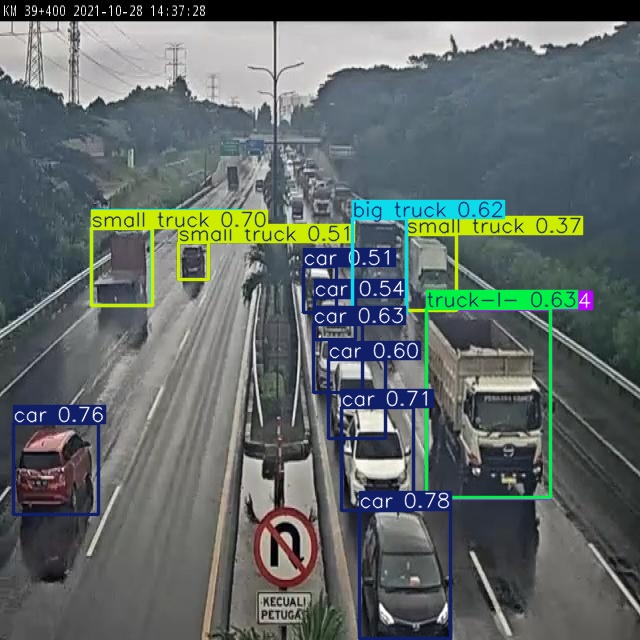 KM 39+400 2021-10-28 14:37:28
big truck 0.62
small truck 0.70
small truck 0.37
small truck 0.51
car 0.51
car 0.54
truck-l- 0.63
4
car 0.63
car 0.60
car 0.71
car 0.76
car 0.78
KECUALI
PETUGAS